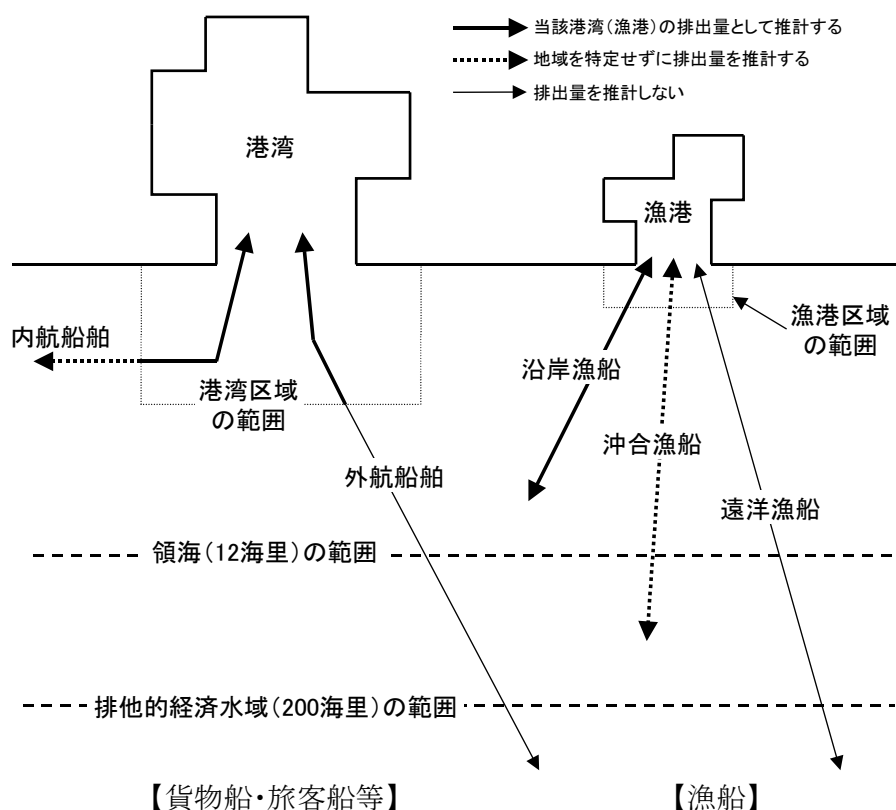 当該港湾(漁港)の排出量として推計する
地域を特定せずに排出量を推計する
排出量を推計しない
港湾
漁港
内航船舶
港湾区域
の範囲
漁港区域
の範囲
沿岸漁船
沖合漁船
外航船舶
遠洋漁船
領海(12海里)の範囲
排他的経済水域(200海里)の範囲
【貨物船・旅客船等】
【漁船】